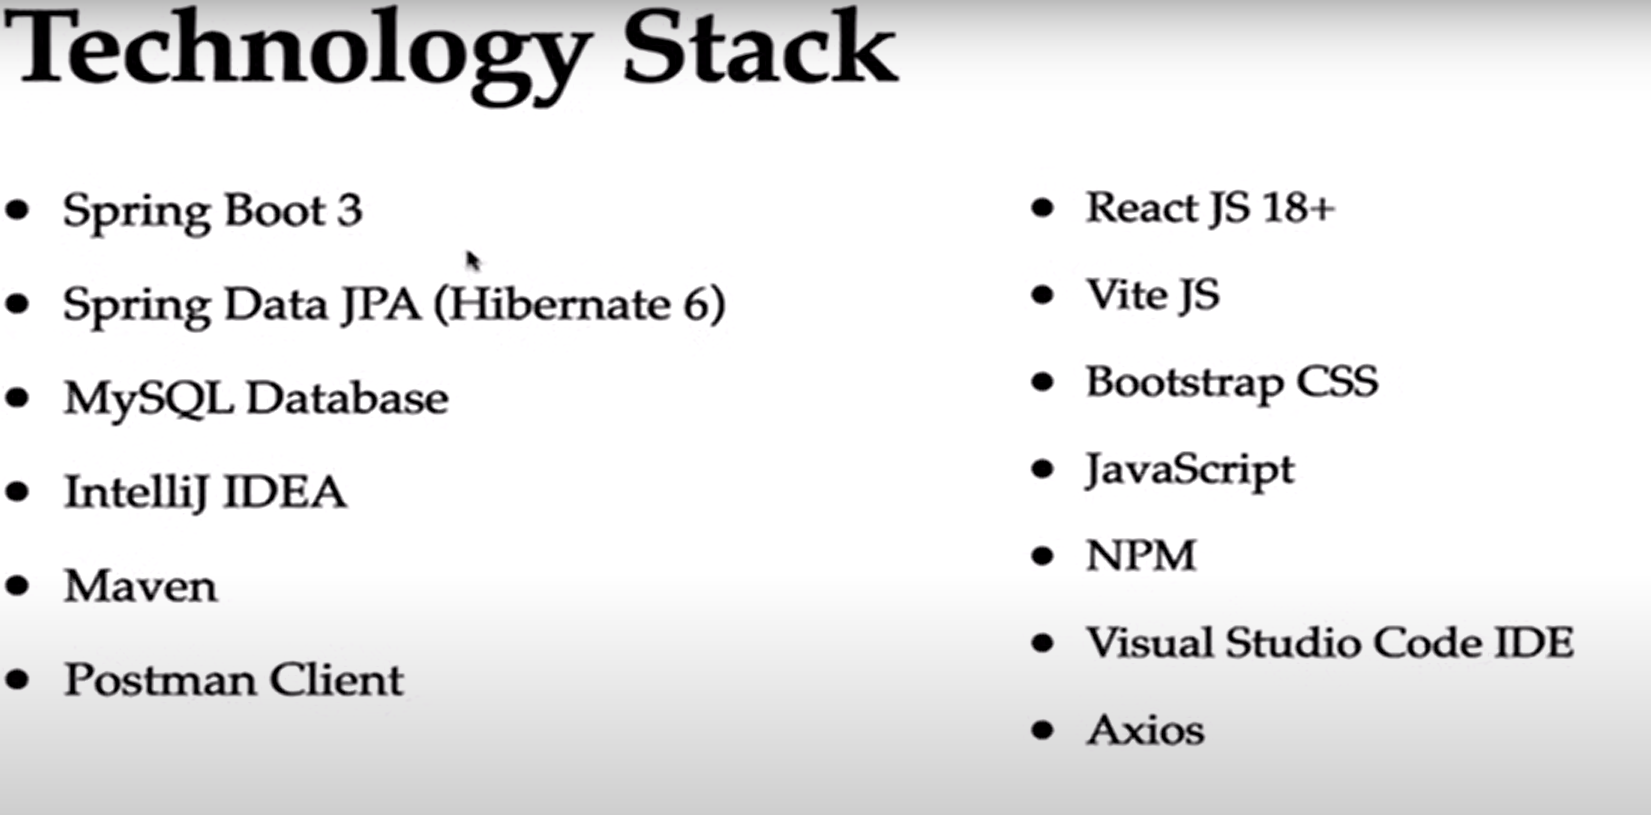 Technology Stack
Spring Boot 3
Spring Data JPA (Hibernate 6)
MySQL Database
IntelliJ IDEA
Maven
Postman Client
React JS 18+
Vite JS
Bootstrap CSS
JavaScript
NPM
Visual Studio Code IDE
Axios